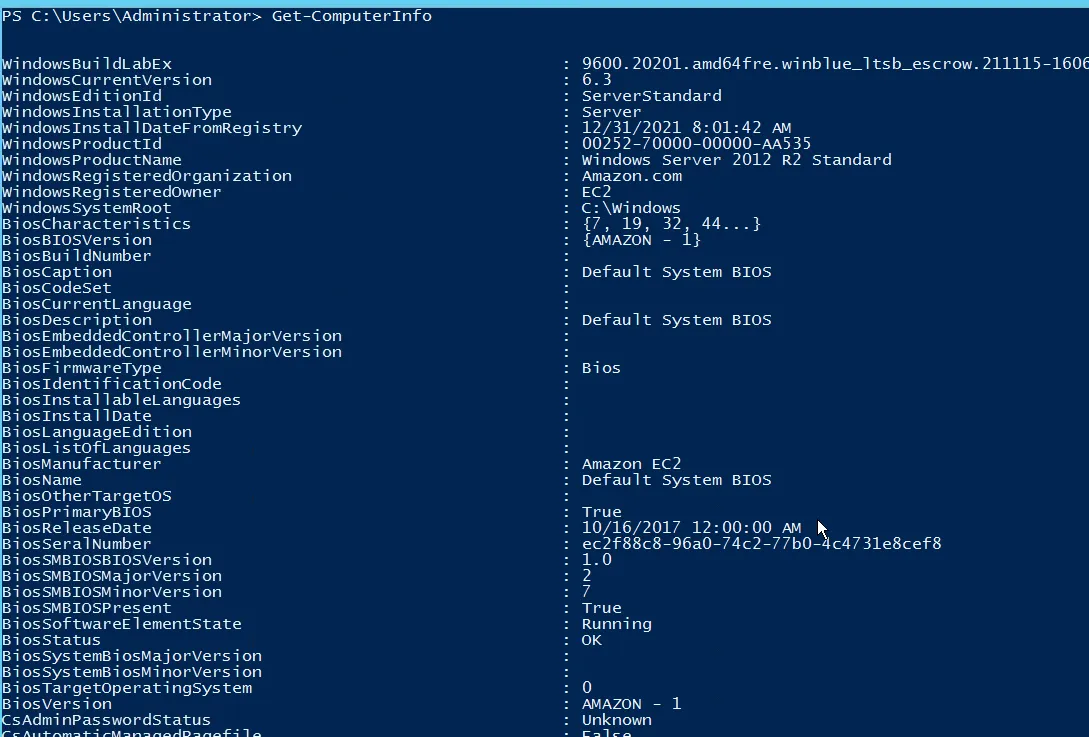 PS C:\Users\Administrator> Get-ComputerInfo
WindowsBuildLabEx : 9600.20201.amd64fre.winblue_ltsb_escrow.211115-1606
WindowsCurrentVersion : 6.3
WindowsEditionId : ServerStandard
WindowsInstallationType : Server
WindowsInstallDateFromRegistry : 12/31/2021 8:01:42 AM
WindowsProductId : 00252-70000-00000-AA535
WindowsProductName : Windows Server 2012 R2 Standard
WindowsRegisteredOrganization : Amazon.com
WindowsRegisteredOwner : EC2
WindowsSystemRoot : C:\Windows
BiosCharacteristics : {7, 19, 32, 44...}
BiosBIOSVersion : {AMAZON - 1}
BiosBuildNumber :
BiosCaption : Default System BIOS
BiosCodeSet :
BiosCurrentLanguage :
BiosDescription : Default System BIOS
BiosEmbeddedControllerMajorVersion :
BiosEmbeddedControllerMinorVersion :
BiosFirmwareType : Bios
BiosIdentificationCode :
BiosInstallableLanguages :
BiosInstallDate :
BiosLanguageEdition :
BiosListOfLanguages :
BiosManufacturer : Amazon EC2
BiosName : Default System BIOS
BiosOtherTargetOS :
BiosPrimaryBIOS : True
BiosReleaseDate : 10/16/2017 12:00:00 AM
BiosSeralNumber : ec2f88c8-96a0-74c2-77b0-4c4731e8cef8
BiosSMBIOSBIOSVersion : 1.0
BiosSMBIOSMajorVersion : 2
BiosSMBIOSMinorVersion : 7
BiosSMBIOSPresent : True
BiosSoftwareElementState : Running
BiosStatus : OK
BiosSystemBiosMajorVersion :
BiosSystemBiosMinorVersion :
BiosTargetOperatingSystem : 0
BiosVersion : AMAZON - 1
CsAdminPasswordStatus : Unknown
CsAutomaticManagedPagefile : False